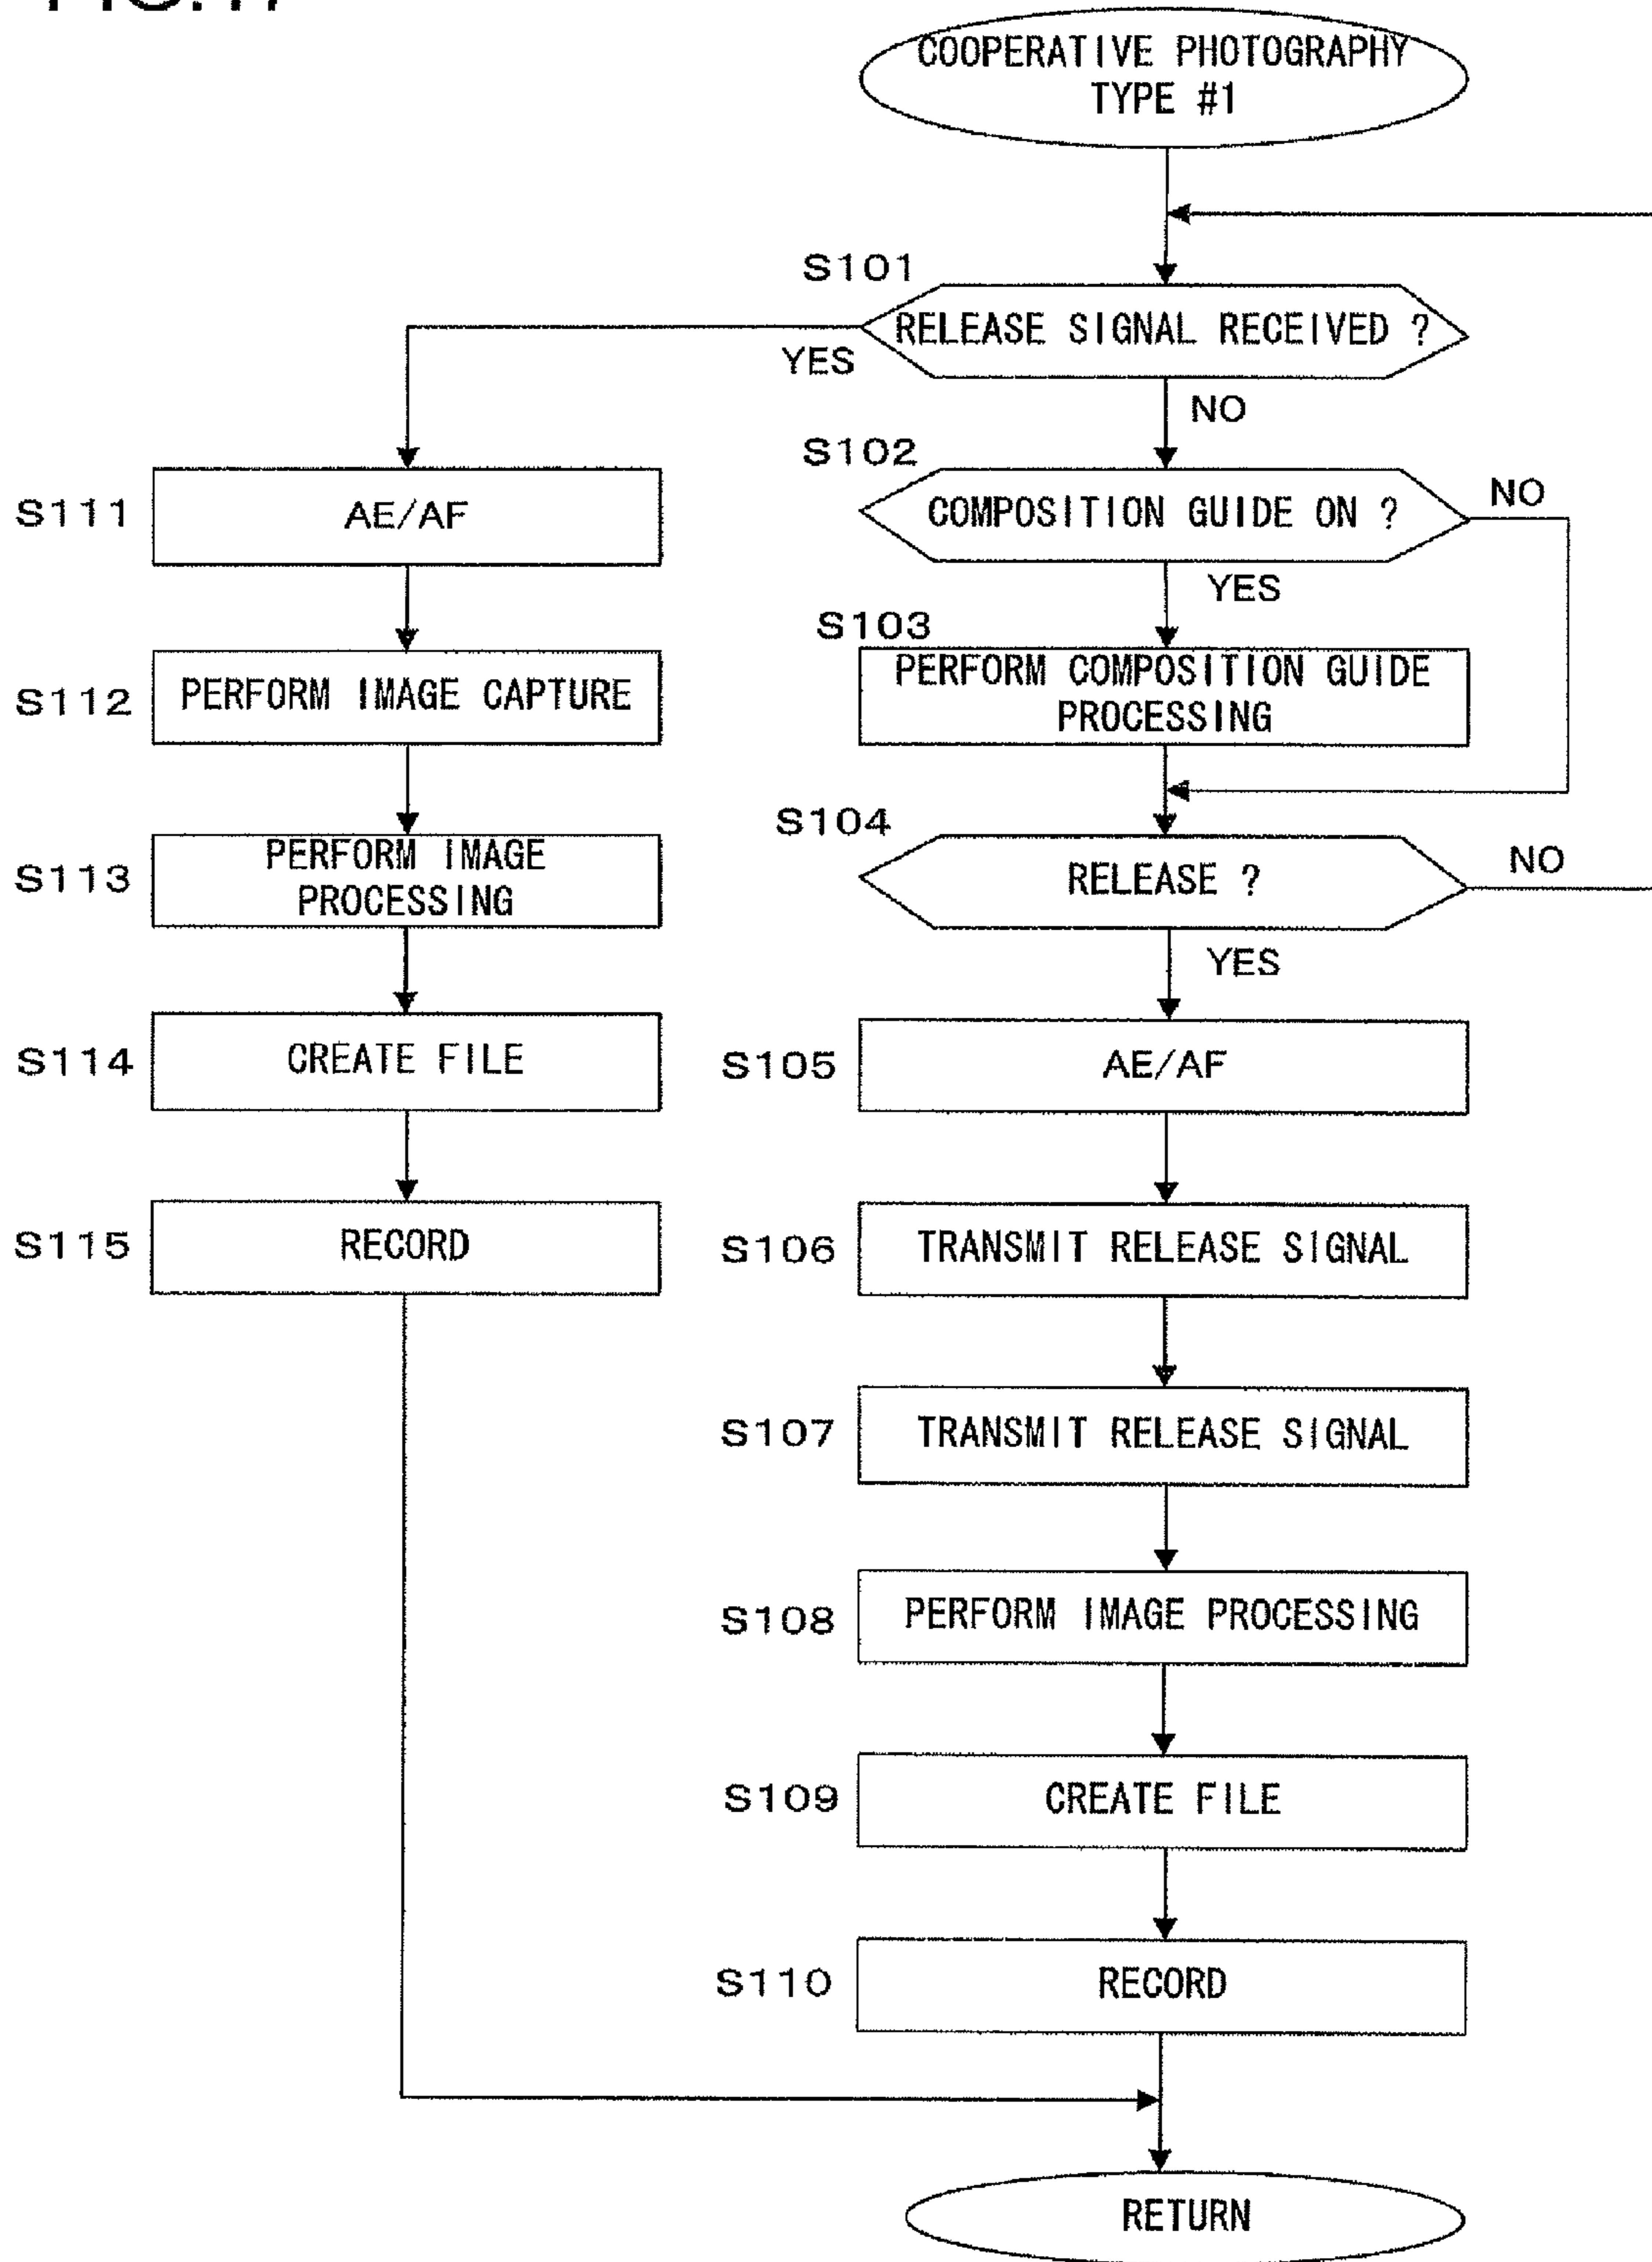 COOPERATIVE PHOTOGRAPHY
TYPE #1
S101
RELEASE SIGNAL RECEIVED ?
YES
NO
S102
COMPOSITION GUIDE ON ?
NO
YES
S103
PERFORM COMPOSITION GUIDE
PROCESSING
S104
RELEASE ?
NO
YES
S105
AE/AF
S106
TRANSMIT RELEASE SIGNAL
S107
TRANSMIT RELEASE SIGNAL
S108
PERFORM IMAGE PROCESSING
S109
CREATE FILE
S110
RECORD
S111
AE/AF
S112
PERFORM IMAGE CAPTURE
S113
PERFORM IMAGE
PROCESSING
S114
CREATE FILE
S115
RECORD
RETURN